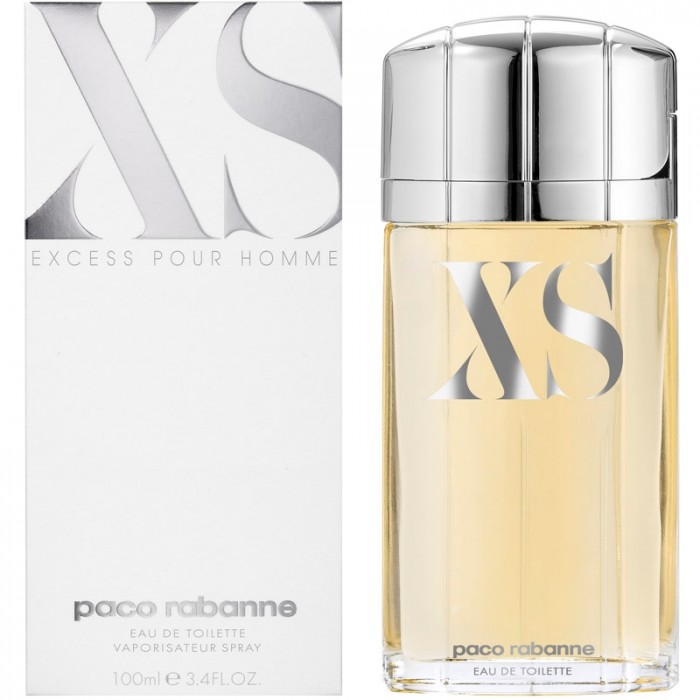 XS
EXCESS POUR HOMME
paco rabanne
EAU DE TOILETTE
VAPORISATEUR SPRAY
100ml ℮ 3.4FL.OZ.
XS
paco rabanne
EAU DE TOILETTE